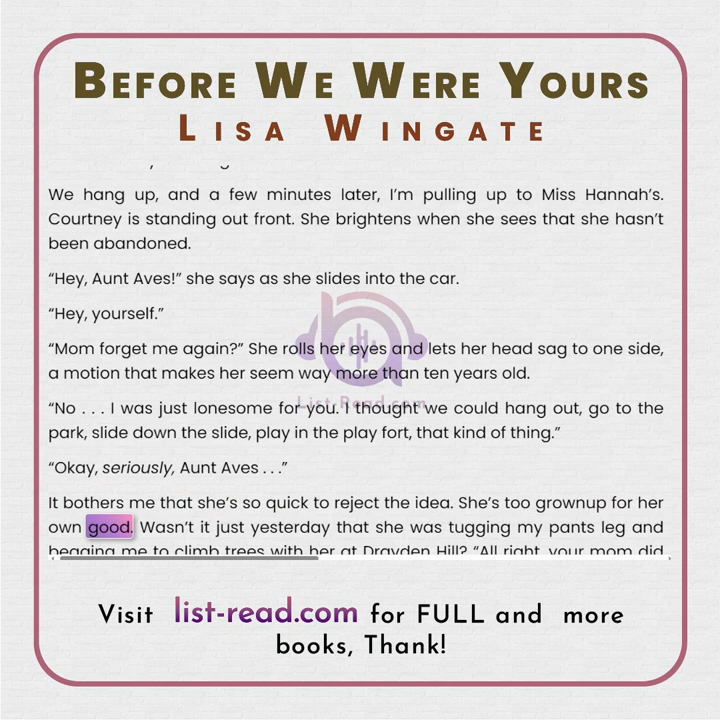 BEFORE WE WERE YOURS
LISA WINGATE
We hang up, and a few minutes later, I’m pulling up to Miss Hannah’s.
Courtney is standing out front. She brightens when she sees that she hasn’t
been abandoned.
“Hey, Aunt Aves!” she says as she slides into the car.
“Hey, yourself.”
“Mom forget me again?” She rolls her eyes and lets her head sag to one side,
a motion that makes her seem way more than ten years old.
“No . . . I was just lonesome for you. I thought we could hang out, go to the
park, slide down the slide, play in the play fort, that kind of thing.”
“Okay, seriously, Aunt Aves . . .”
It bothers me that she’s so quick to reject the idea. She’s too grownup for her
own good. Wasn’t it just yesterday that she was tugging my pants leg and
begging me to climb trees with her at Drayden Hill? “All right, your mom did
List-Read.com
Visit list-read.com for FULL and more
books, Thank!